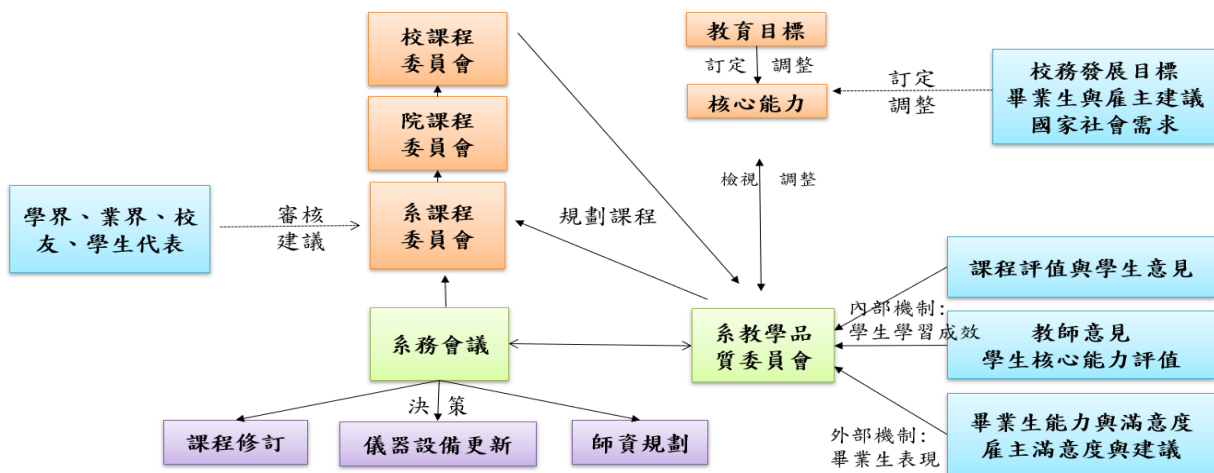 校課程
委員會
院課程
委員會
系課程
委員會
教育目標
訂定 調整
核心能力
訂定
調整
校務發展目標
畢業生與雇主建議
國家社會需求
檢視 調整
學界、業界、校
友、學生代表
審核
建議
規劃課程
課程評值與學生意見
內部機制:
學生學習成效
教師意見
學生核心能力評值
系務會議
系教學品
質委員會
決策
課程修訂
儀器設備更新
師資規劃
外部機制:
畢業生表現
畢業生能力與滿意度
雇主滿意度與建議